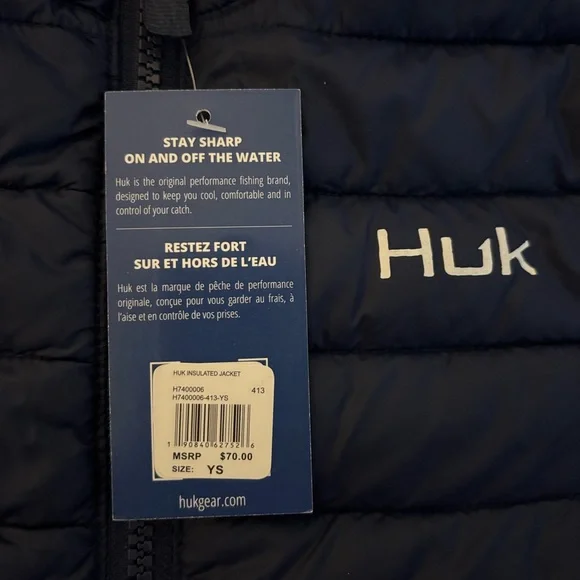 STAY SHARP
ON AND OFF THE WATER
Huk is the original performance fishing brand,
designed to keep you cool, comfortable and in
control of your catch.
RESTEZ FORT
SUR ET HORS DE L'EAU
Huk est la marque de pêche de performance
originale, conçue pour vous garder au frais, à
l'aise et en contrôle de vos prises.
HUK INSULATED JACKET
H7400006 413
H7400006-413-YS
1 90840 62752 6
MSRP $70.00
SIZE: YS
hukgear.com
Huk